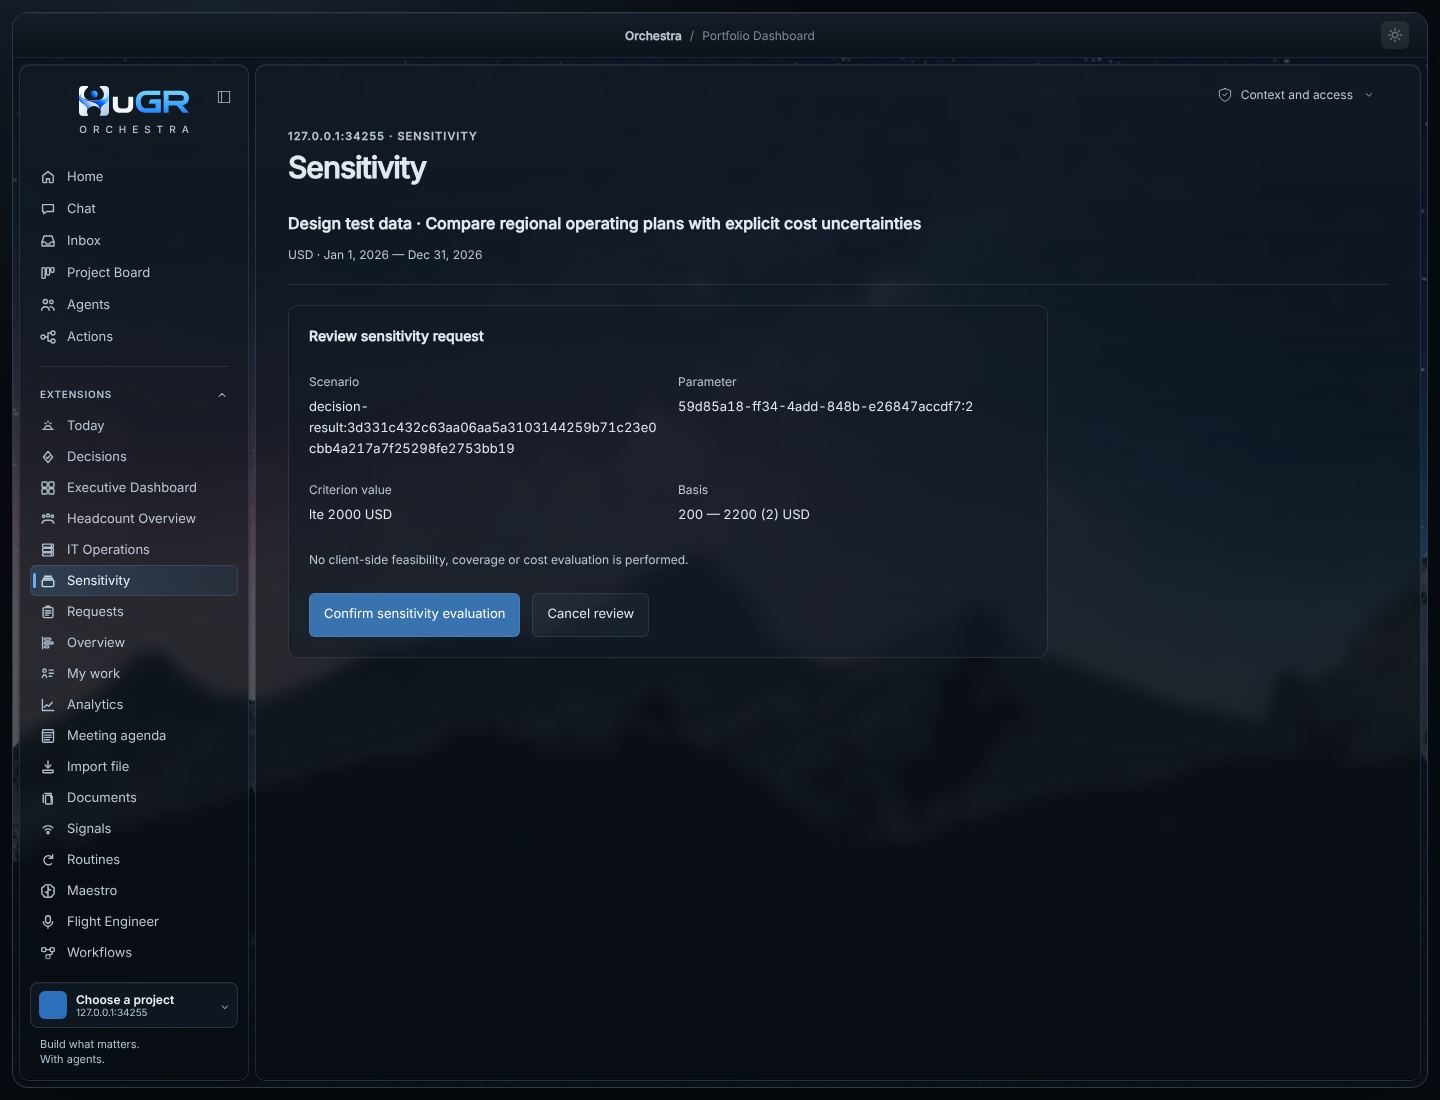 Orchestra / Portfolio Dashboard
HuGR
ORCHESTRA
Home
Chat
Inbox
Project Board
Agents
Actions
EXTENSIONS
Today
Decisions
Executive Dashboard
Headcount Overview
IT Operations
Sensitivity
Requests
Overview
My work
Analytics
Meeting agenda
Import file
Documents
Signals
Routines
Maestro
Flight Engineer
Workflows
Choose a project
127.0.0.1:34255
Build what matters.
With agents.
Context and access
127.0.0.1:34255 · SENSITIVITY
Sensitivity
Design test data · Compare regional operating plans with explicit cost uncertainties
USD · Jan 1, 2026 — Dec 31, 2026
Review sensitivity request
Scenario
decision-
result:3d331c432c63aa06aa5a3103144259b71c23e0
cbb4a217a7f25298fe2753bb19
Parameter
59d85a18-ff34-4add-848b-e26847accdf7:2
Criterion value
lte 2000 USD
Basis
200 — 2200 (2) USD
No client-side feasibility, coverage or cost evaluation is performed.
Confirm sensitivity evaluation
Cancel review